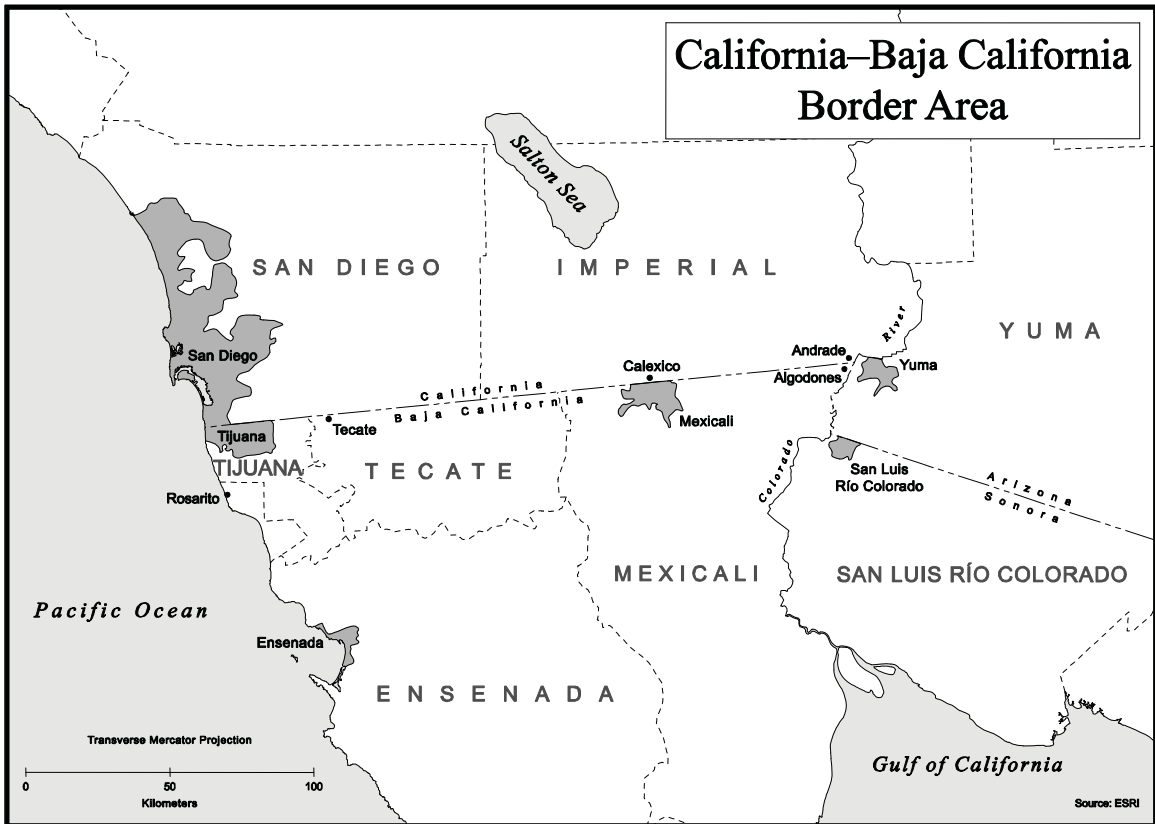 California–Baja California
Border Area
Salton Sea
SAN DIEGO
IMPERIAL
River
YUMA
San Diego
Andrade
Algodones
Yuma
Calexico
California
Baja California
Mexicali
Tijuana
Tecate
TIJUANA
TECATE
Colorado
San Luis
Río Colorado
Arizona
Sonora
Rosarito
MEXICALI
SAN LUIS RÍO COLORADO
Pacific Ocean
Ensenada
ENSENADA
Transverse Mercator Projection
0 50 100
Kilometers
Gulf of California
Source: ESRI